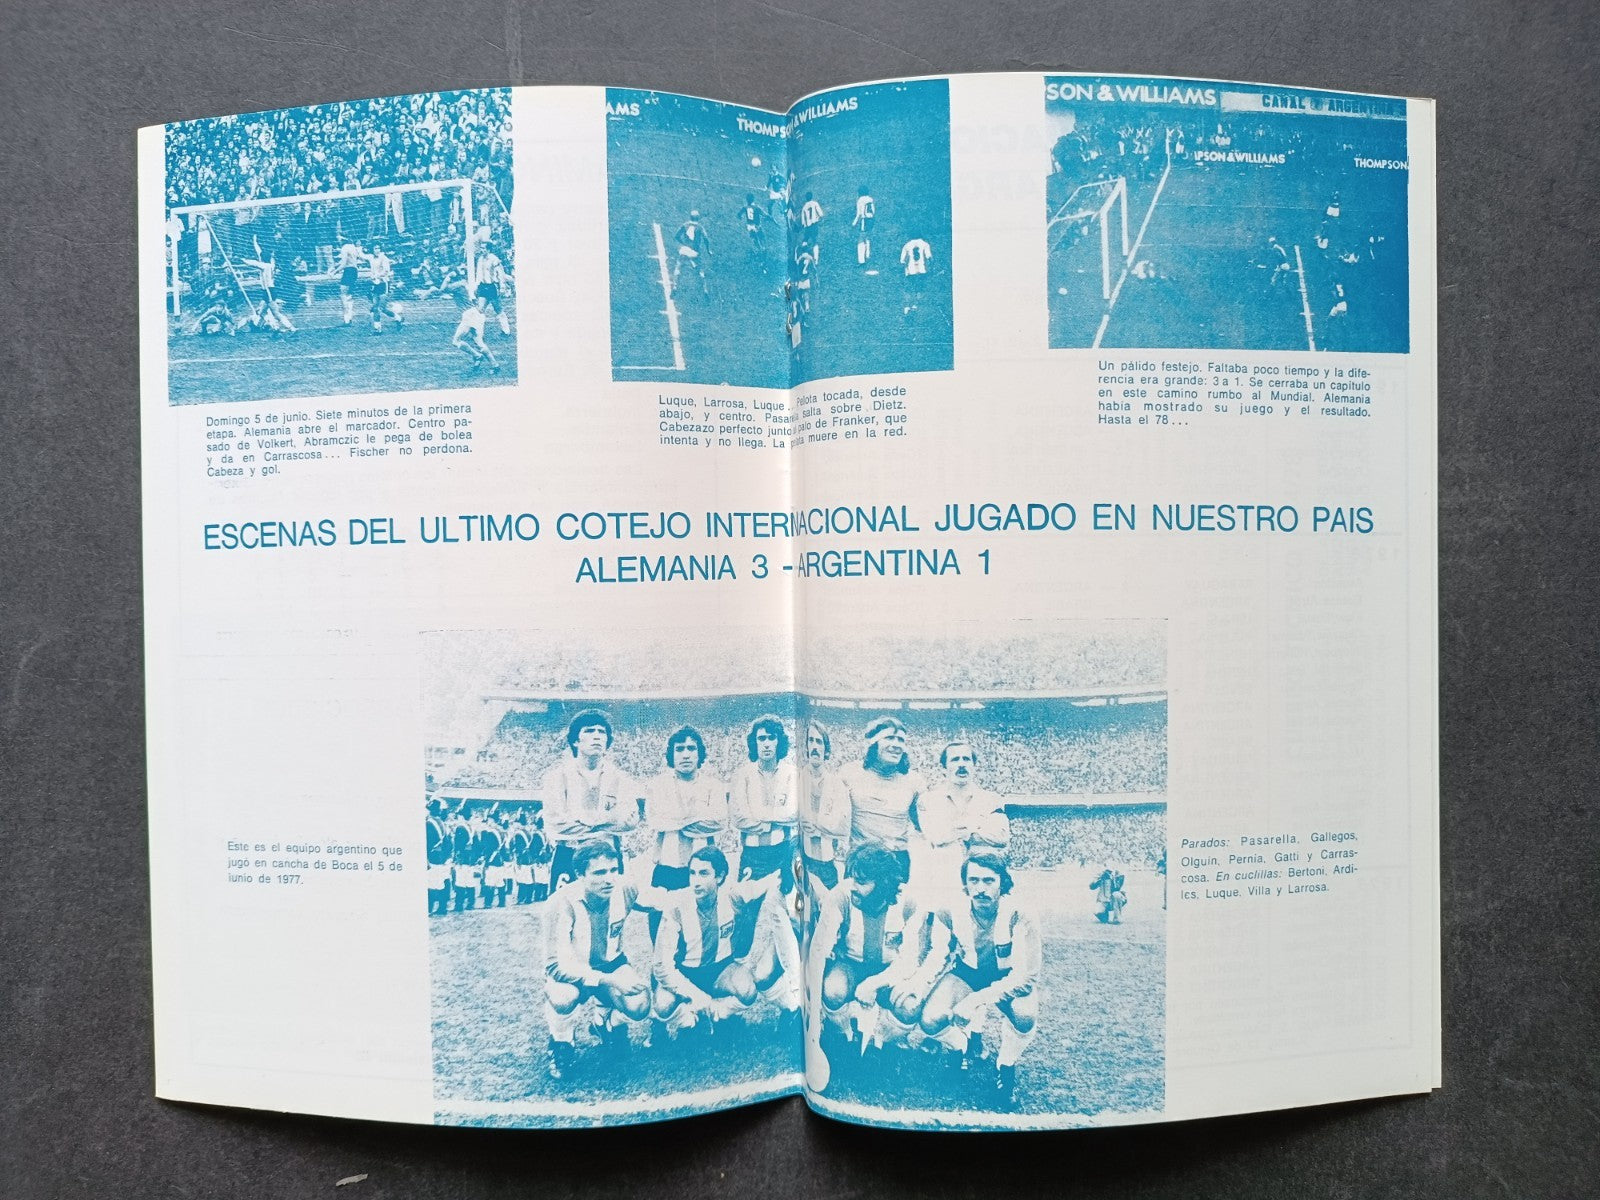 AMS
THOMPSON & WILLIAMS
PSON & WILLIAMS
CANAL
ARGENTINA
PSON & WILLIAMS
THOMPSON
Domingo 5 de junio. Siete minutos de la primera
etapa. Alemania abre el marcador. Centro pa-
sado de Volkert, Abramczic le pega de bolea
y da en Carrascosa... Fischer no perdona.
Cabeza y gol.
Luque, Larrosa, Luque... Pelota tocada, desde
abajo, y centro. Pasarella salta sobre Dietz.
Cabezazo perfecto junto al palo de Franker, que
intenta y no llega. La pelota muere en la red.
Un pálido festejo. Faltaba poco tiempo y la dife-
rencia era grande: 3 a 1. Se cerraba un capítulo
en este camino rumbo al Mundial. Alemania
había mostrado su juego y el resultado.
Hasta el 78...
ESCENAS DEL ULTIMO COTEJO INTERNACIONAL JUGADO EN NUESTRO PAIS
ALEMANIA 3 - ARGENTINA 1
Este es el equipo argentino que
jugó en cancha de Boca el 5 de
junio de 1977.
Parados: Pasarella, Gallegos,
Olguín, Pernía, Gatti y Carras-
cosa. En cuclillas: Bertoni, Ardi-
les, Luque, Villa y Larrosa.